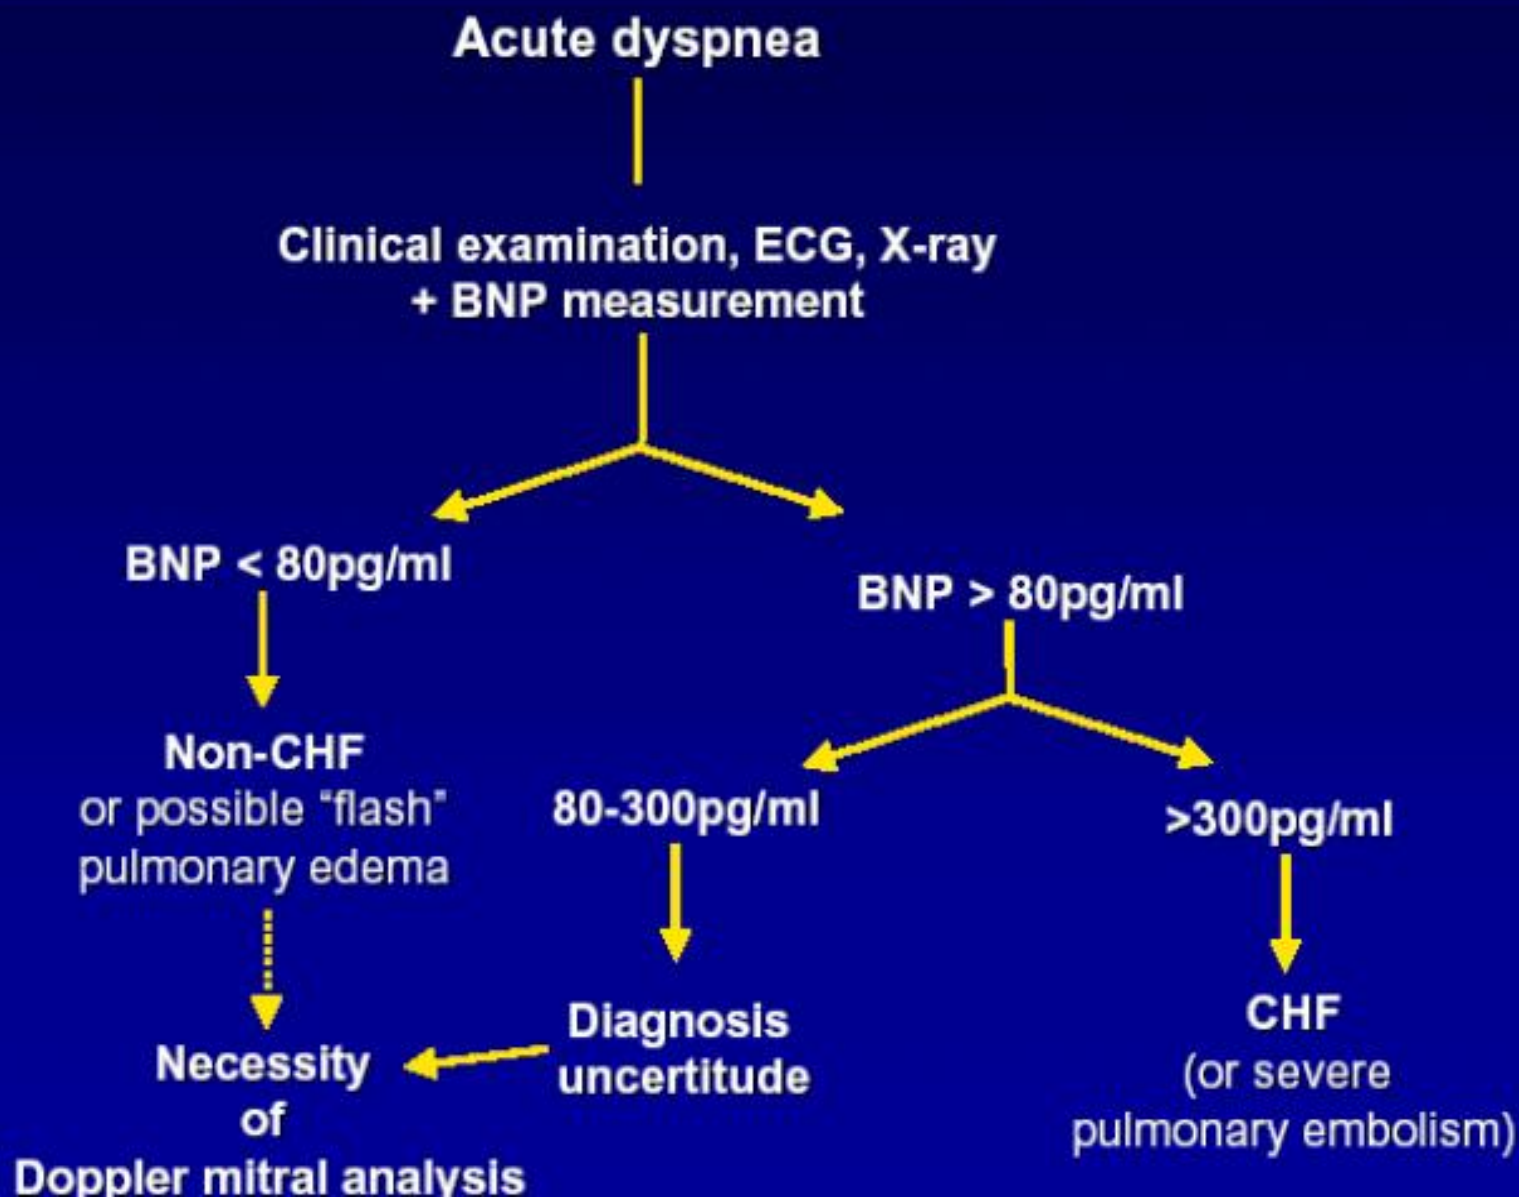 Acute dyspnea
Clinical examination, ECG, X-ray
+ BNP measurement
BNP < 80pg/ml
BNP > 80pg/ml
Non-CHF
or possible "flash"
pulmonary edema
80-300pg/ml
>300pg/ml
Diagnosis
uncertitude
CHF
(or severe
pulmonary embolism)
Necessity
of
Doppler mitral analysis